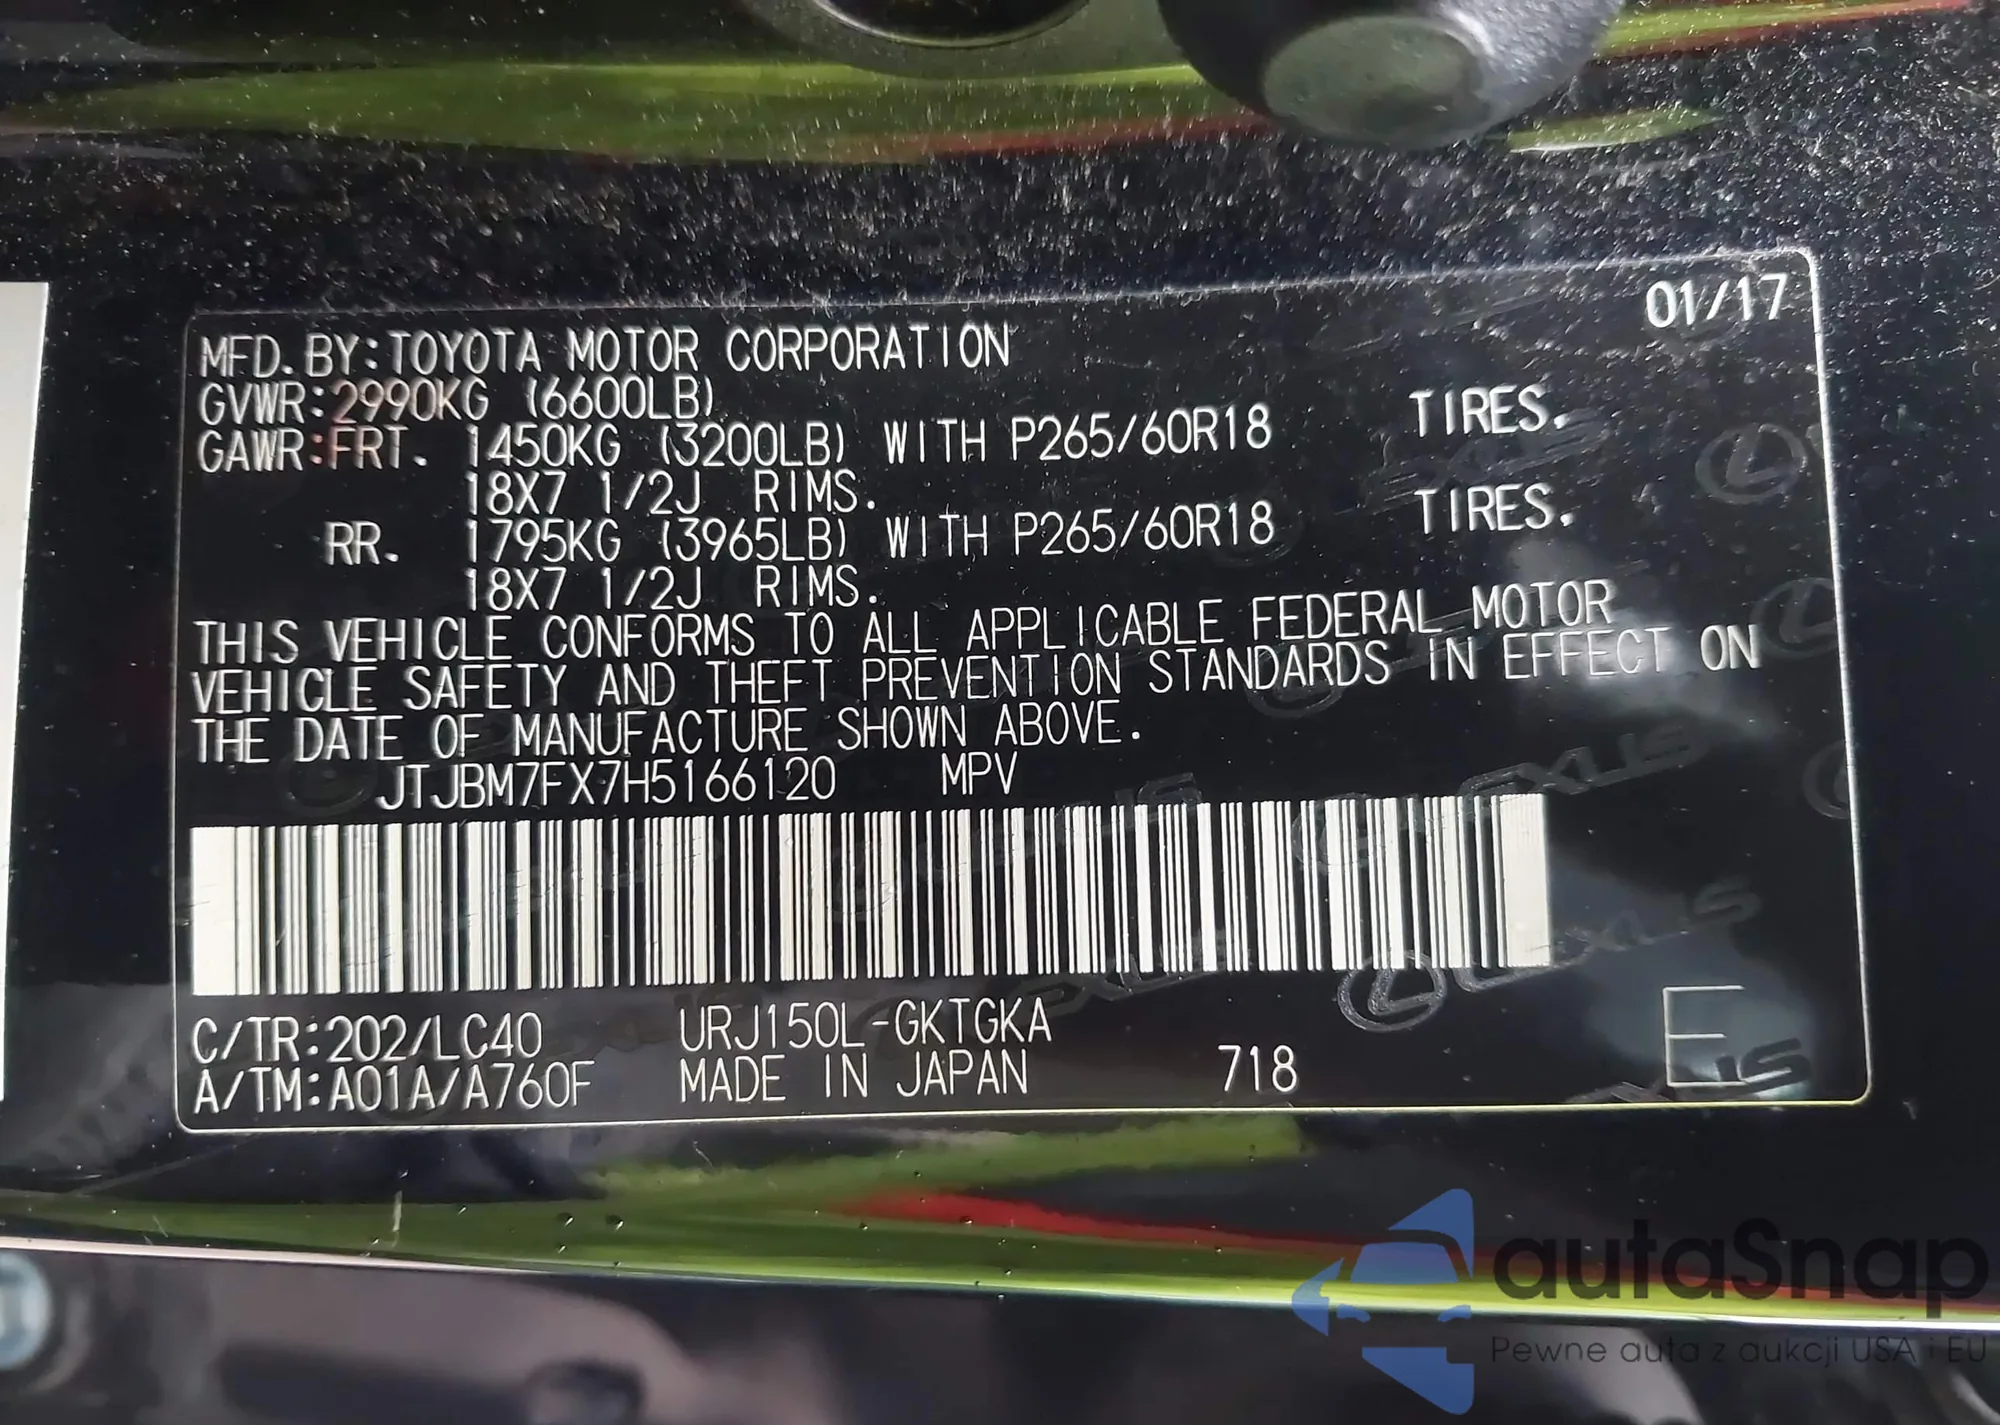 01/17
MFD. BY: TOYOTA MOTOR CORPORATION
GVWR: 2990KG (6600LB)
GAWR: FRT. 1450KG (3200LB) WITH P265/60R18 TIRES.
18X7 1/2J RIMS.
RR. 1795KG (3965LB) WITH P265/60R18 TIRES.
18X7 1/2J RIMS.
THIS VEHICLE CONFORMS TO ALL APPLICABLE FEDERAL MOTOR
VEHICLE SAFETY AND THEFT PREVENTION STANDARDS IN EFFECT ON
THE DATE OF MANUFACTURE SHOWN ABOVE.
JTJBM7FX7H5166120 MPV
C/TR: 202/LC40 URJ150L-GKTGKA
A/TM: A01A/A760F MADE IN JAPAN 718 E
LEXUS
autaSnap
Pewne auta z aukcji USA i EU